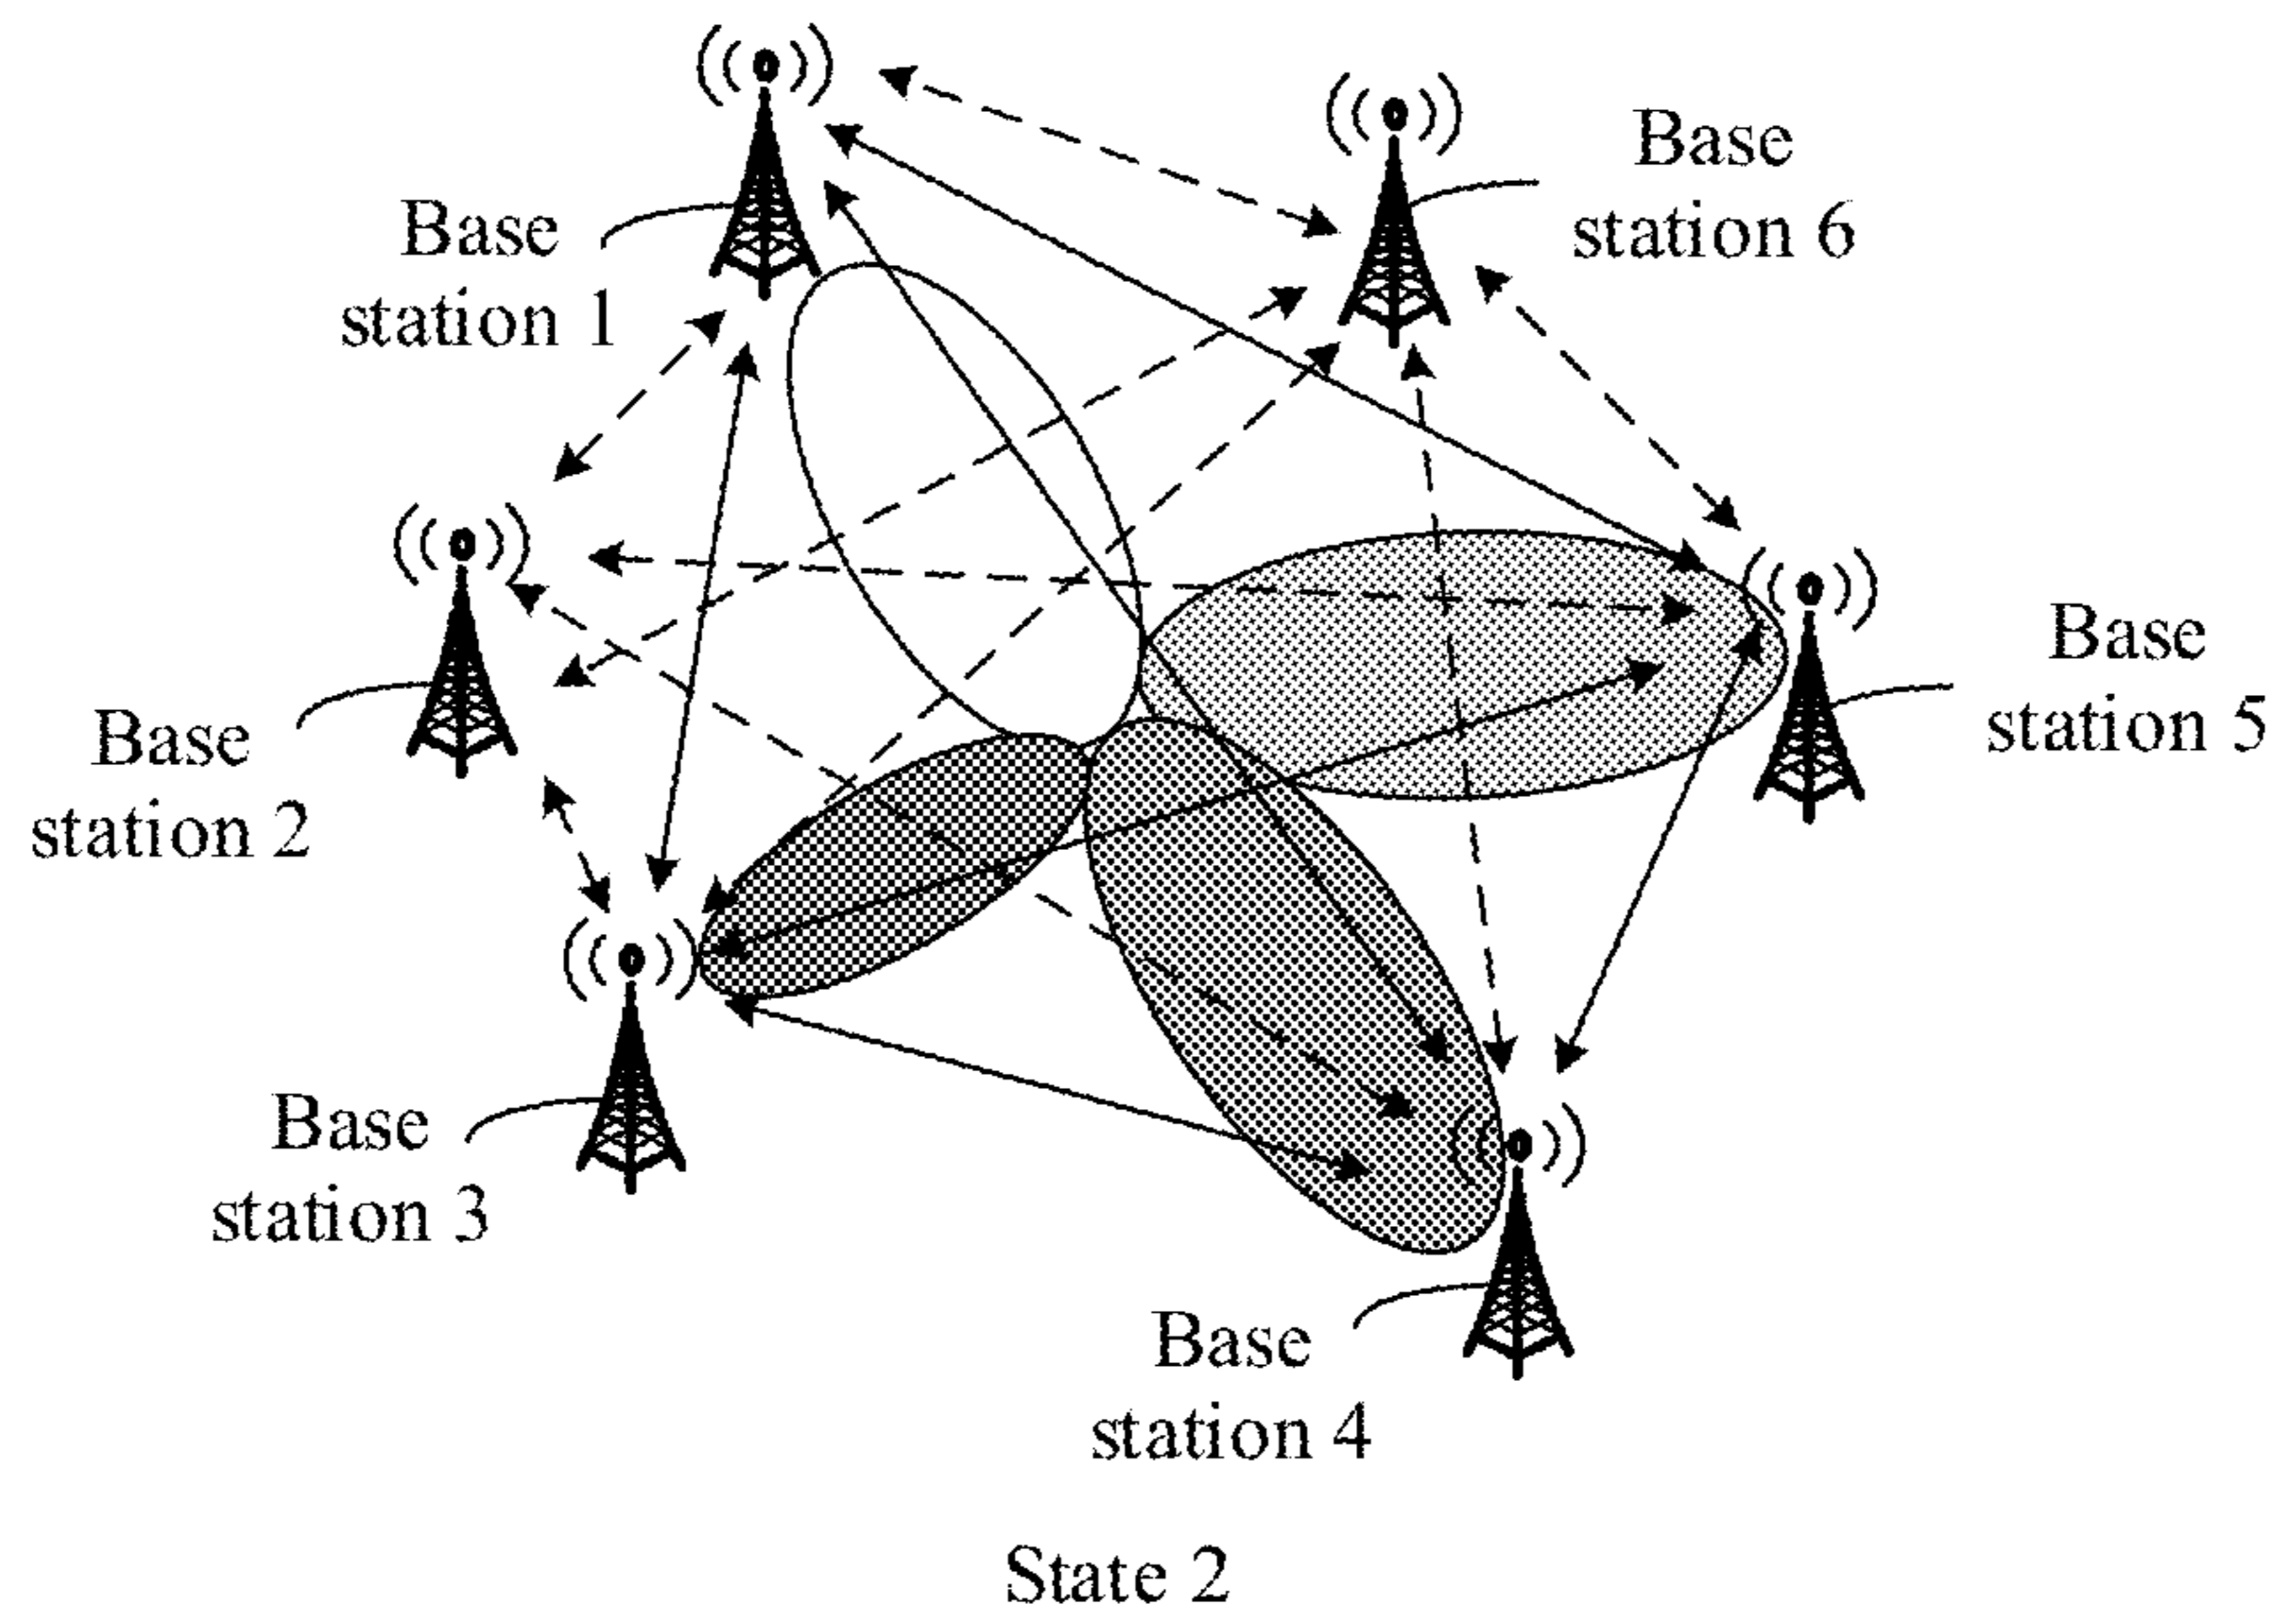 Base
station 1
Base
station 6
Base
station 2
Base
station 5
Base
station 3
Base
station 4
State 2